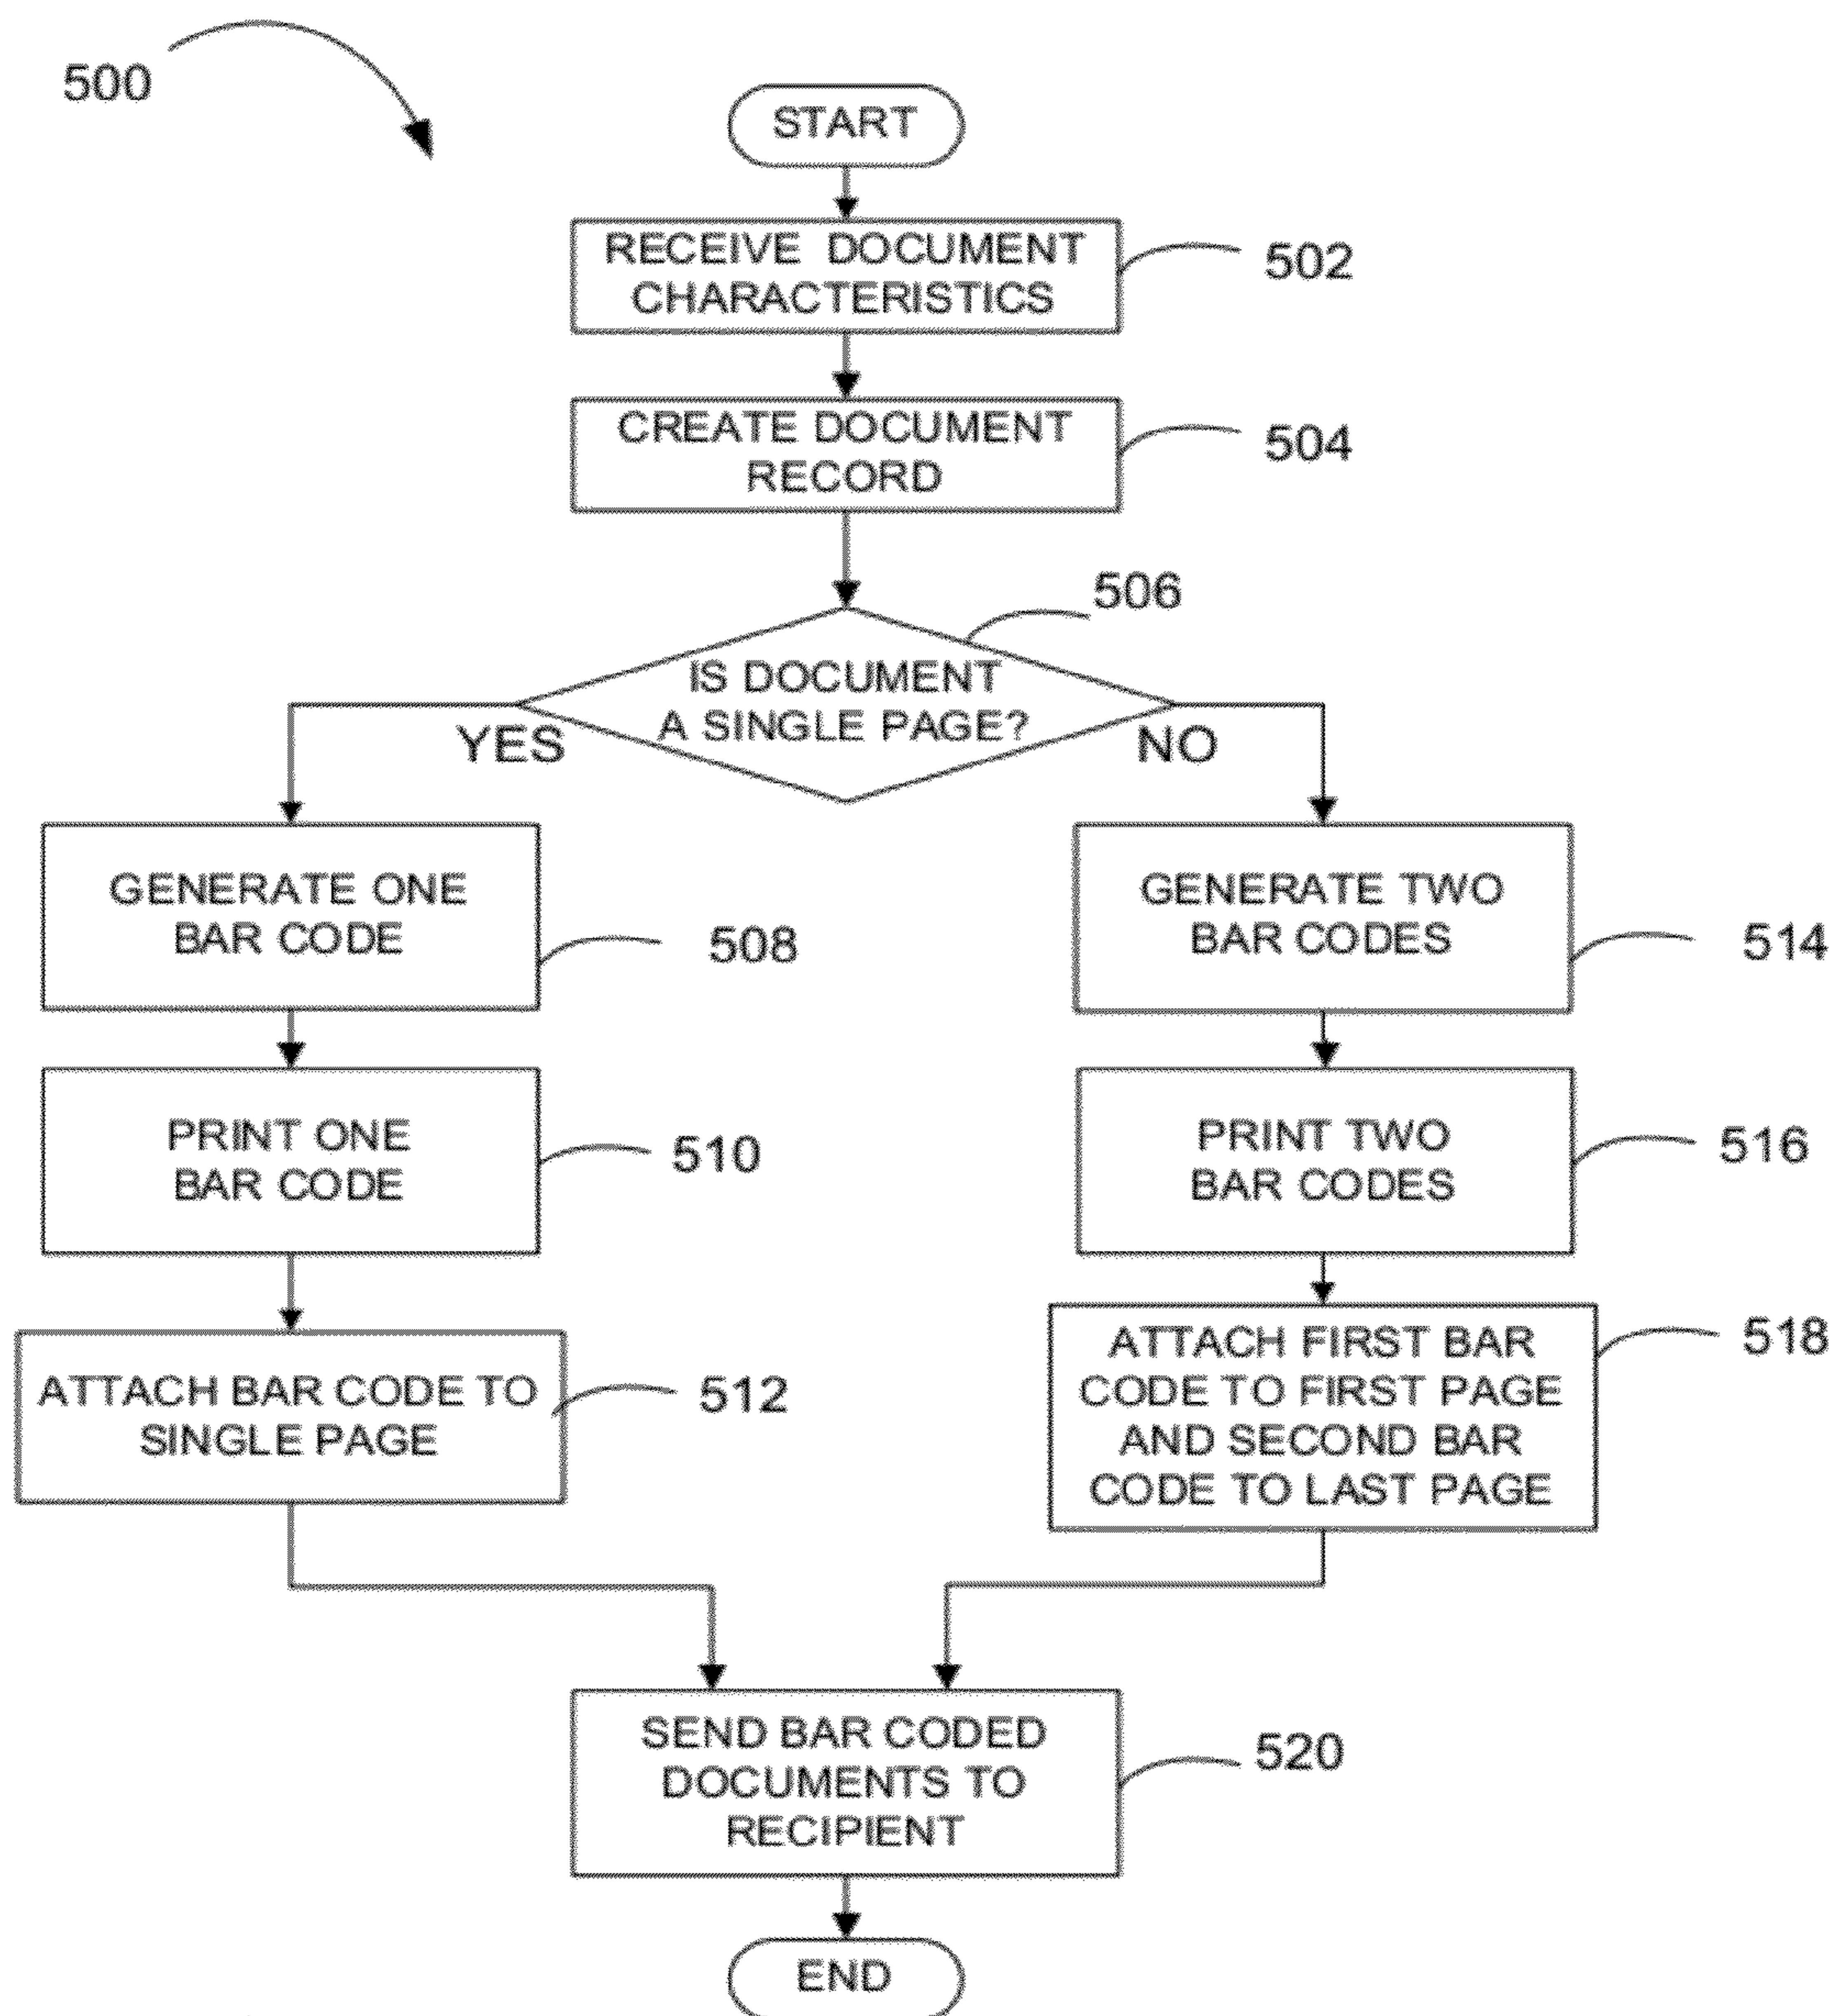 500
START
RECEIVE DOCUMENT
CHARACTERISTICS
502
CREATE DOCUMENT
RECORD
504
506
IS DOCUMENT
A SINGLE PAGE?
YES
NO
GENERATE ONE
BAR CODE
508
GENERATE TWO
BAR CODES
514
PRINT ONE
BAR CODE
510
PRINT TWO
BAR CODES
516
ATTACH BAR CODE TO
SINGLE PAGE
512
ATTACH FIRST BAR
CODE TO FIRST PAGE
AND SECOND BAR
CODE TO LAST PAGE
518
SEND BAR CODED
DOCUMENTS TO
RECIPIENT
520
END